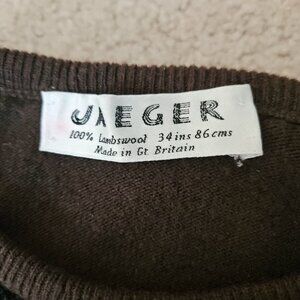 JAEGER
100% Lambswool 34 ins 86 cms
Made in Gt. Britain